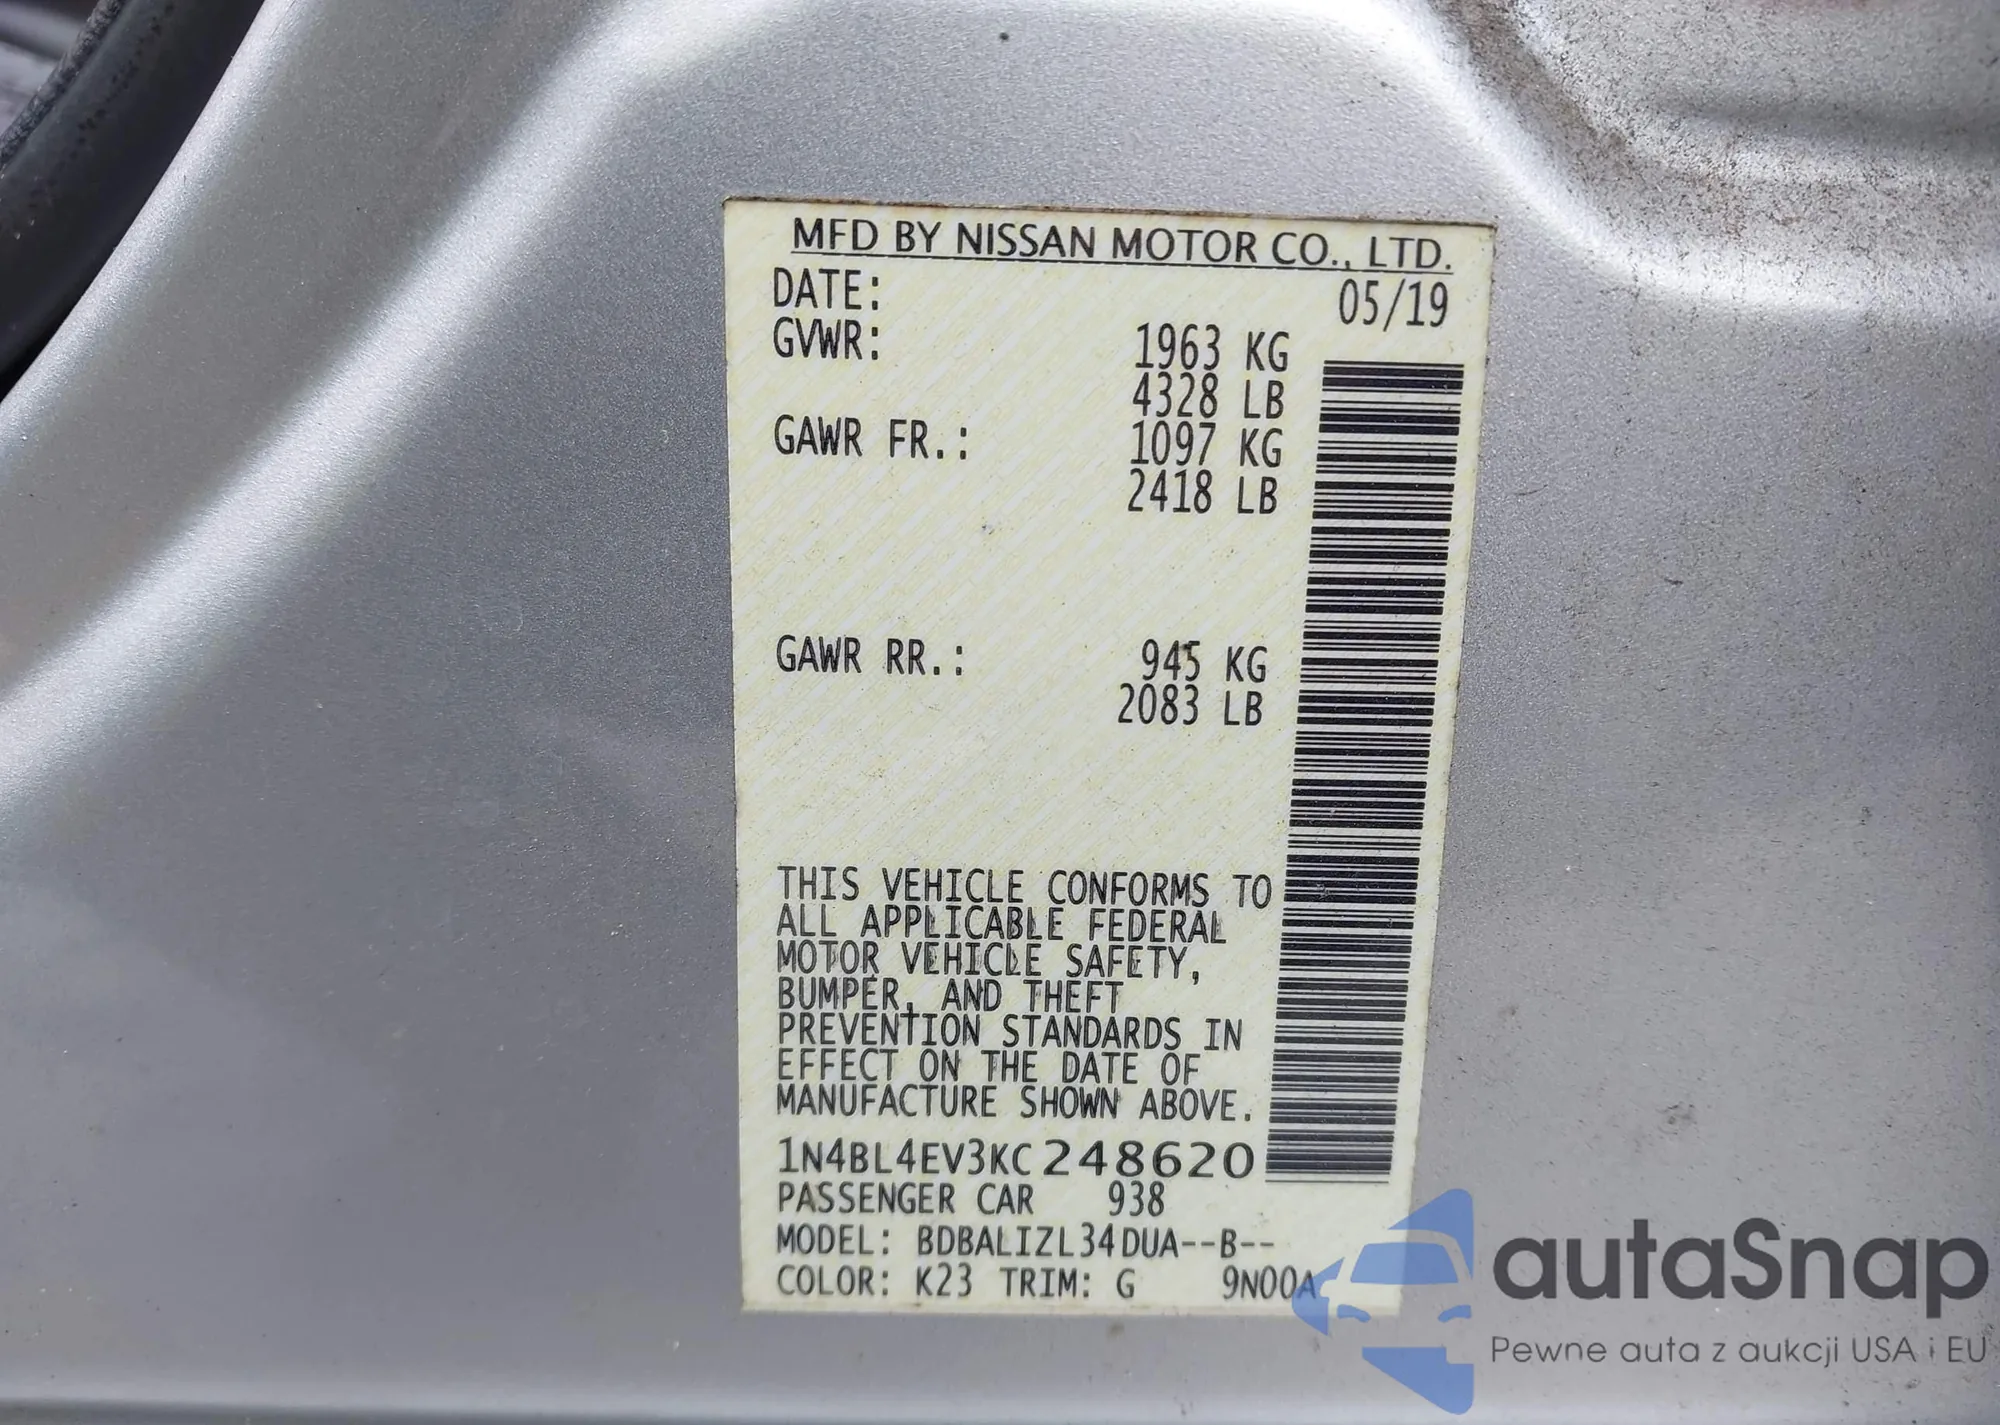 MFD BY NISSAN MOTOR CO., LTD.
DATE: 05/19
GVWR: 1963 KG
4328 LB
GAWR FR.: 1097 KG
2418 LB
GAWR RR.: 945 KG
2083 LB
THIS VEHICLE CONFORMS TO
ALL APPLICABLE FEDERAL
MOTOR VEHICLE SAFETY,
BUMPER, AND THEFT
PREVENTION STANDARDS IN
EFFECT ON THE DATE OF
MANUFACTURE SHOWN ABOVE.
1N4BL4EV3KC248620
PASSENGER CAR 938
MODEL: BDBALIZL34DUA--B--
COLOR: K23 TRIM: G 9N00A
autaSnap
Pewne auta z aukcji USA i EU